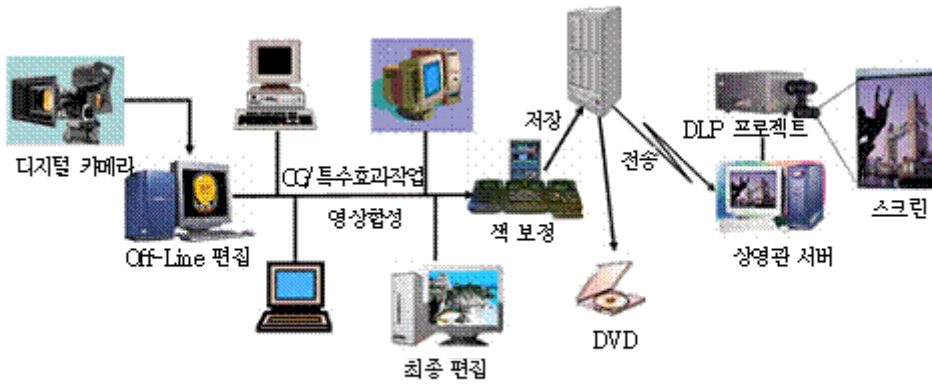 디지털 카메라
Off-Line 편집
CG/특수효과작업
영상합성
최종 편집
색 보정
저장
전송
DVD
DLP 프로젝트
상영관 서버
스크린